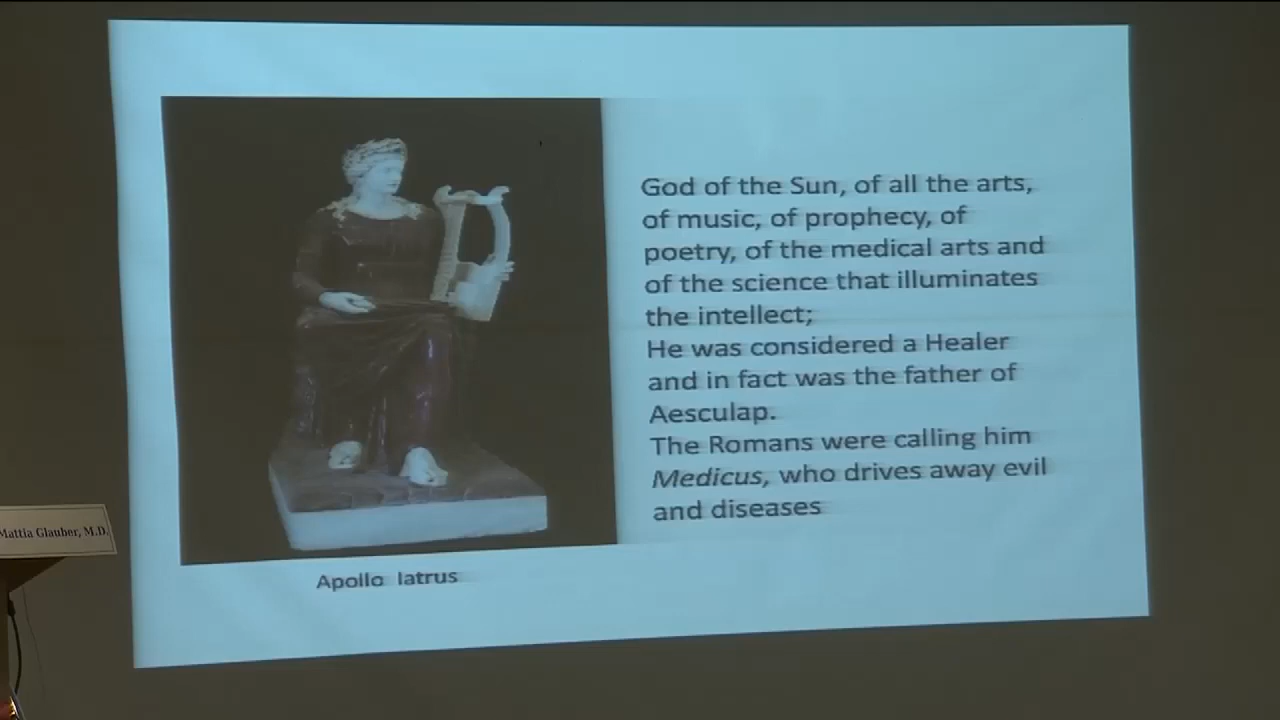 God of the Sun, of all the arts,
of music, of prophecy, of
poetry, of the medical arts and
of the science that illuminates
the intellect;
He was considered a Healer
and in fact was the father of
Aesculap.
The Romans were calling him
Medicus, who drives away evil
and diseases
Apollo Iatrus
Mattia Glauber, M.D.